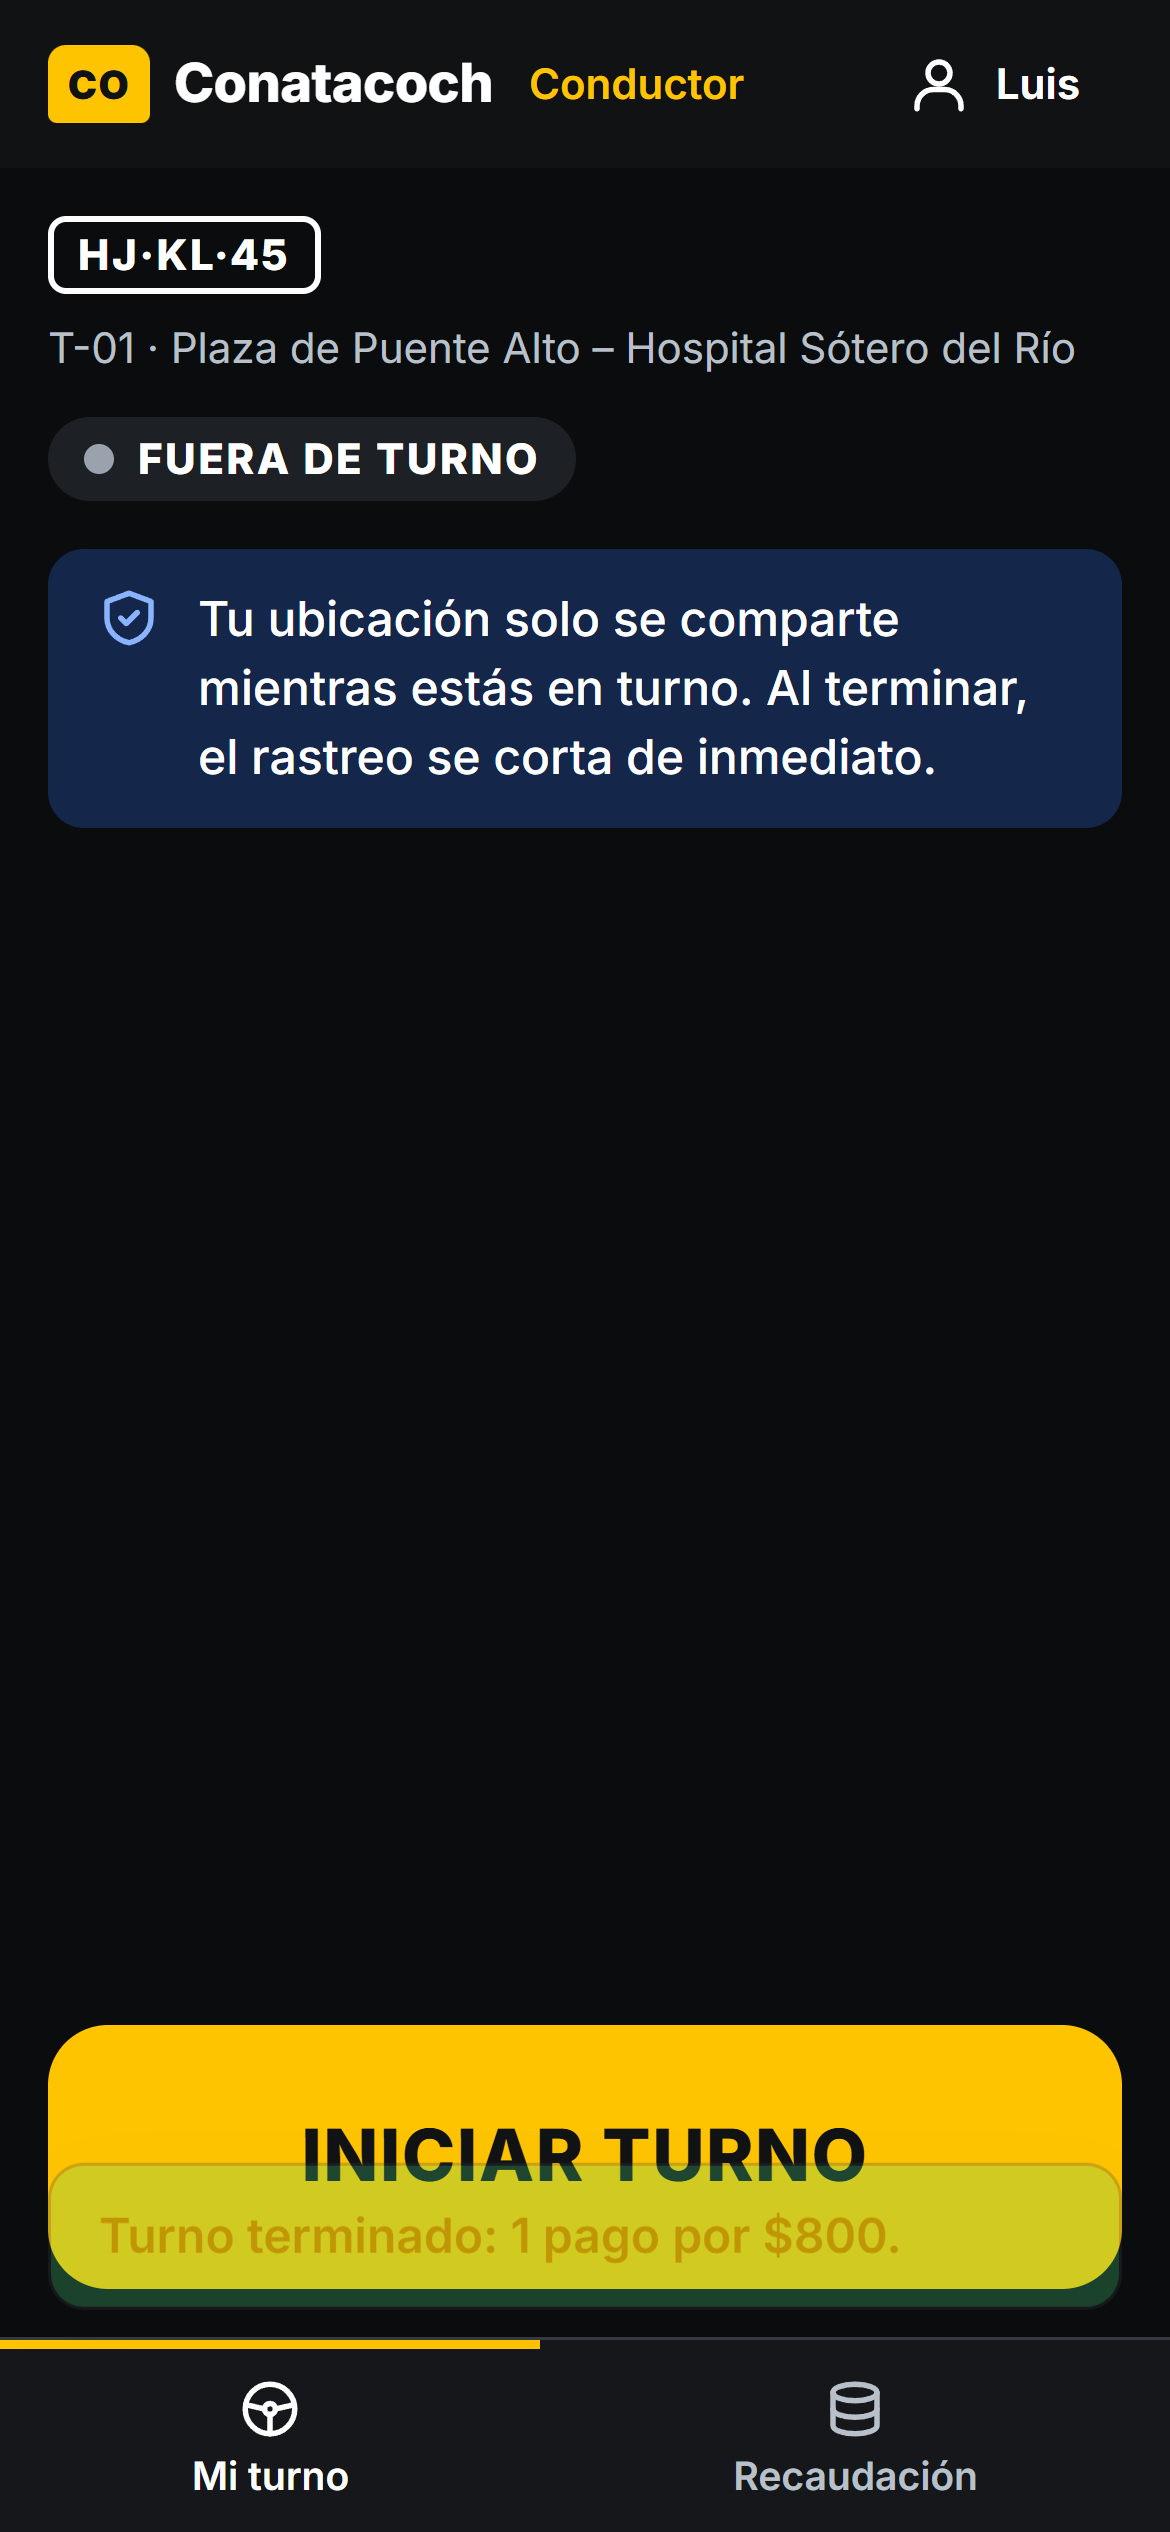 co Conatacoch Conductor Luis
HJ·KL·45
T-01 · Plaza de Puente Alto – Hospital Sótero del Río
FUERA DE TURNO
Tu ubicación solo se comparte
mientras estás en turno. Al terminar,
el rastreo se corta de inmediato.
INICIAR TURNO
Turno terminado: 1 pago por $800.
Mi turno
Recaudación